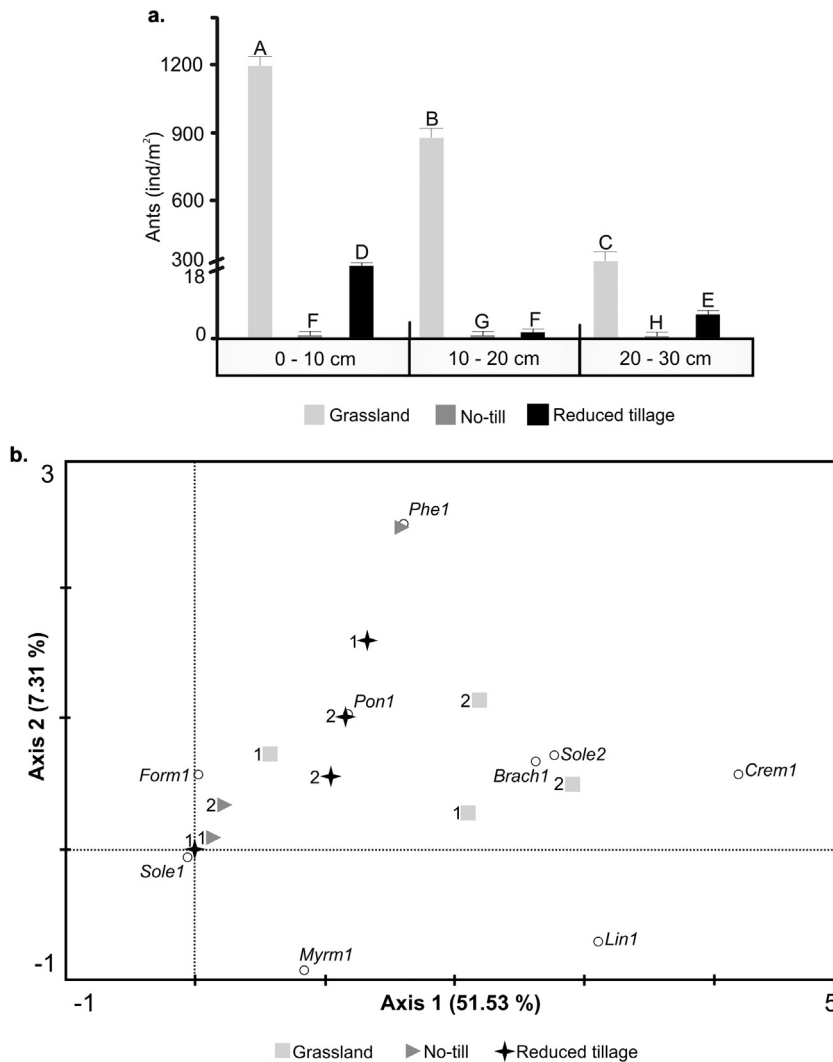 a.
Ants (ind/m²)
1200
900
600
300
18
0
A
F
D
B
G
F
C
H
E
0 - 10 cm
10 - 20 cm
20 - 30 cm
Grassland
No-till
Reduced tillage
b.
3
Axis 2 (7.31 %)
Phe1
1
2
Pon1
2
1
Sole2
Form1
2
Brach1
2
Crem1
2
1
1
1
Sole1
Myrm1
Lin1
-1
-1
Axis 1 (51.53 %)
5
Grassland
No-till
Reduced tillage